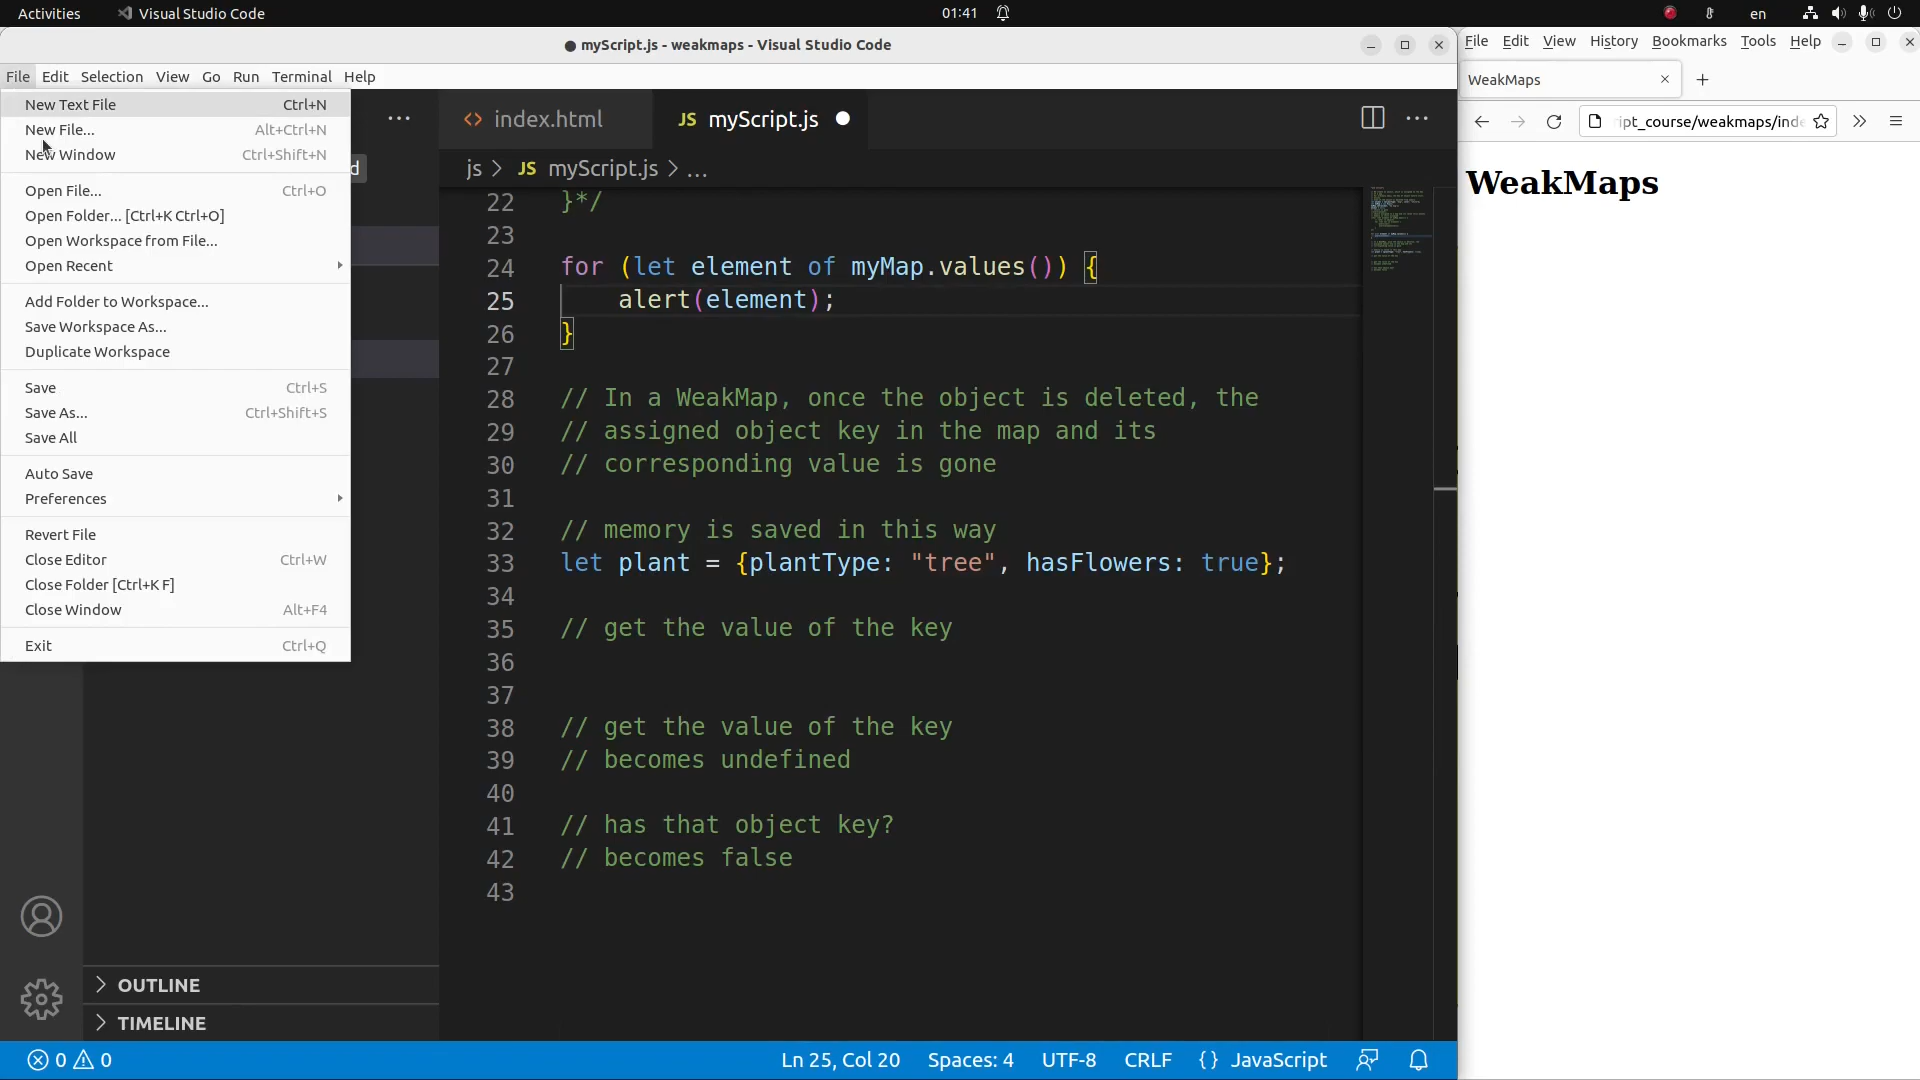 Activities
Visual Studio Code
01:41
en
● myScript.js - weakmaps - Visual Studio Code
File Edit Selection View Go Run Terminal Help
New Text File Ctrl+N
New File... Alt+Ctrl+N
New Window Ctrl+Shift+N
Open File... Ctrl+O
Open Folder... [Ctrl+K Ctrl+O]
Open Workspace from File...
Open Recent
Add Folder to Workspace...
Save Workspace As...
Duplicate Workspace
Save Ctrl+S
Save As... Ctrl+Shift+S
Save All
Auto Save
Preferences
Revert File
Close Editor Ctrl+W
Close Folder [Ctrl+K F]
Close Window Alt+F4
Exit Ctrl+Q
d
OUTLINE
TIMELINE
index.html
JS myScript.js
js > JS myScript.js > ...
22 }*/
23
24 for (let element of myMap.values()) {
25 alert(element);
26 }
27
28 // In a WeakMap, once the object is deleted, the
29 // assigned object key in the map and its
30 // corresponding value is gone
31
32 // memory is saved in this way
33 let plant = {plantType: "tree", hasFlowers: true};
34
35 // get the value of the key
36
37
38 // get the value of the key
39 // becomes undefined
40
41 // has that object key?
42 // becomes false
43
0 0
Ln 25, Col 20
Spaces: 4
UTF-8
CRLF
{ } JavaScript
File Edit View History Bookmarks Tools Help
WeakMaps
ript_course/weakmaps/inde
WeakMaps